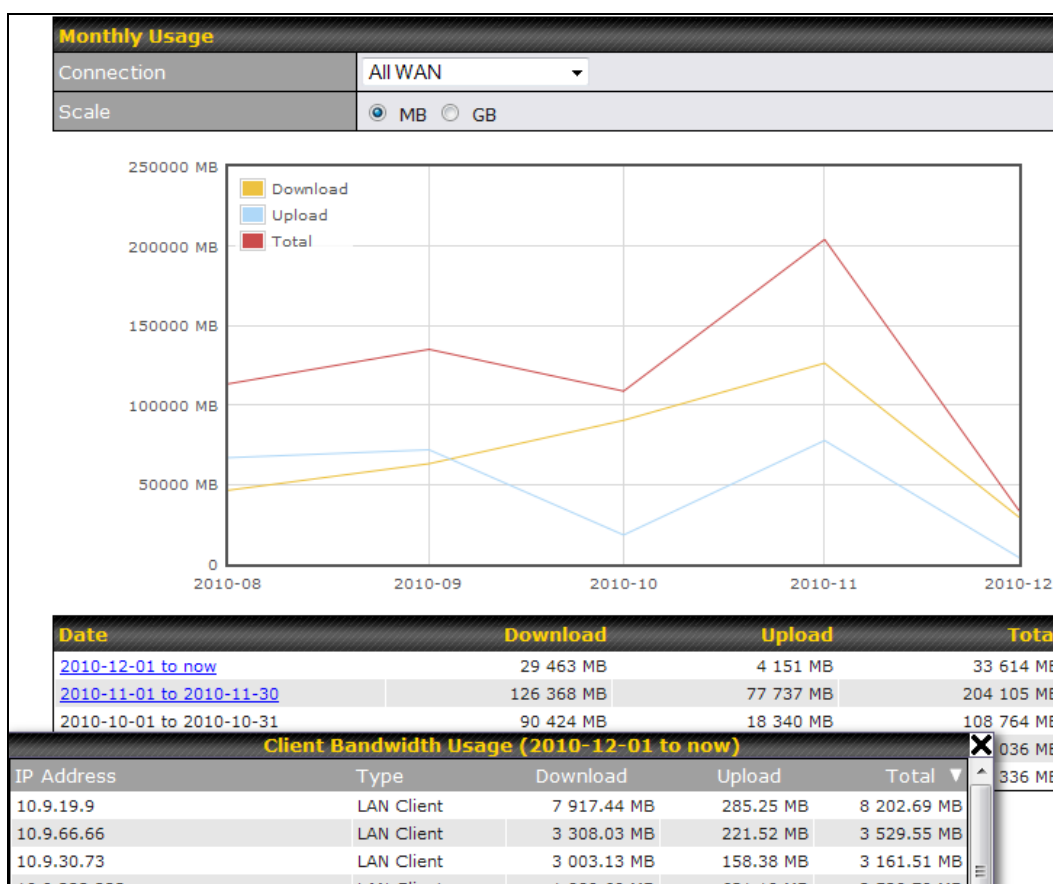 Monthly Usage
Connection All WAN
Scale MB GB
250000 MB
Download
Upload
200000 MB Total
150000 MB
100000 MB
50000 MB
0
2010-08 2010-09 2010-10 2010-11 2010-12
Date Download Upload Tota
2010-12-01 to now 29 463 MB 4 151 MB 33 614 MB
2010-11-01 to 2010-11-30 126 368 MB 77 737 MB 204 105 MB
2010-10-01 to 2010-10-31 90 424 MB 18 340 MB 108 764 MB
Client Bandwidth Usage (2010-12-01 to now) 036 MB
IP Address Type Download Upload Total ▼ 336 MB
10.9.19.9 LAN Client 7 917.44 MB 285.25 MB 8 202.69 MB
10.9.66.66 LAN Client 3 308.03 MB 221.52 MB 3 529.55 MB
10.9.30.73 LAN Client 3 003.13 MB 158.38 MB 3 161.51 MB